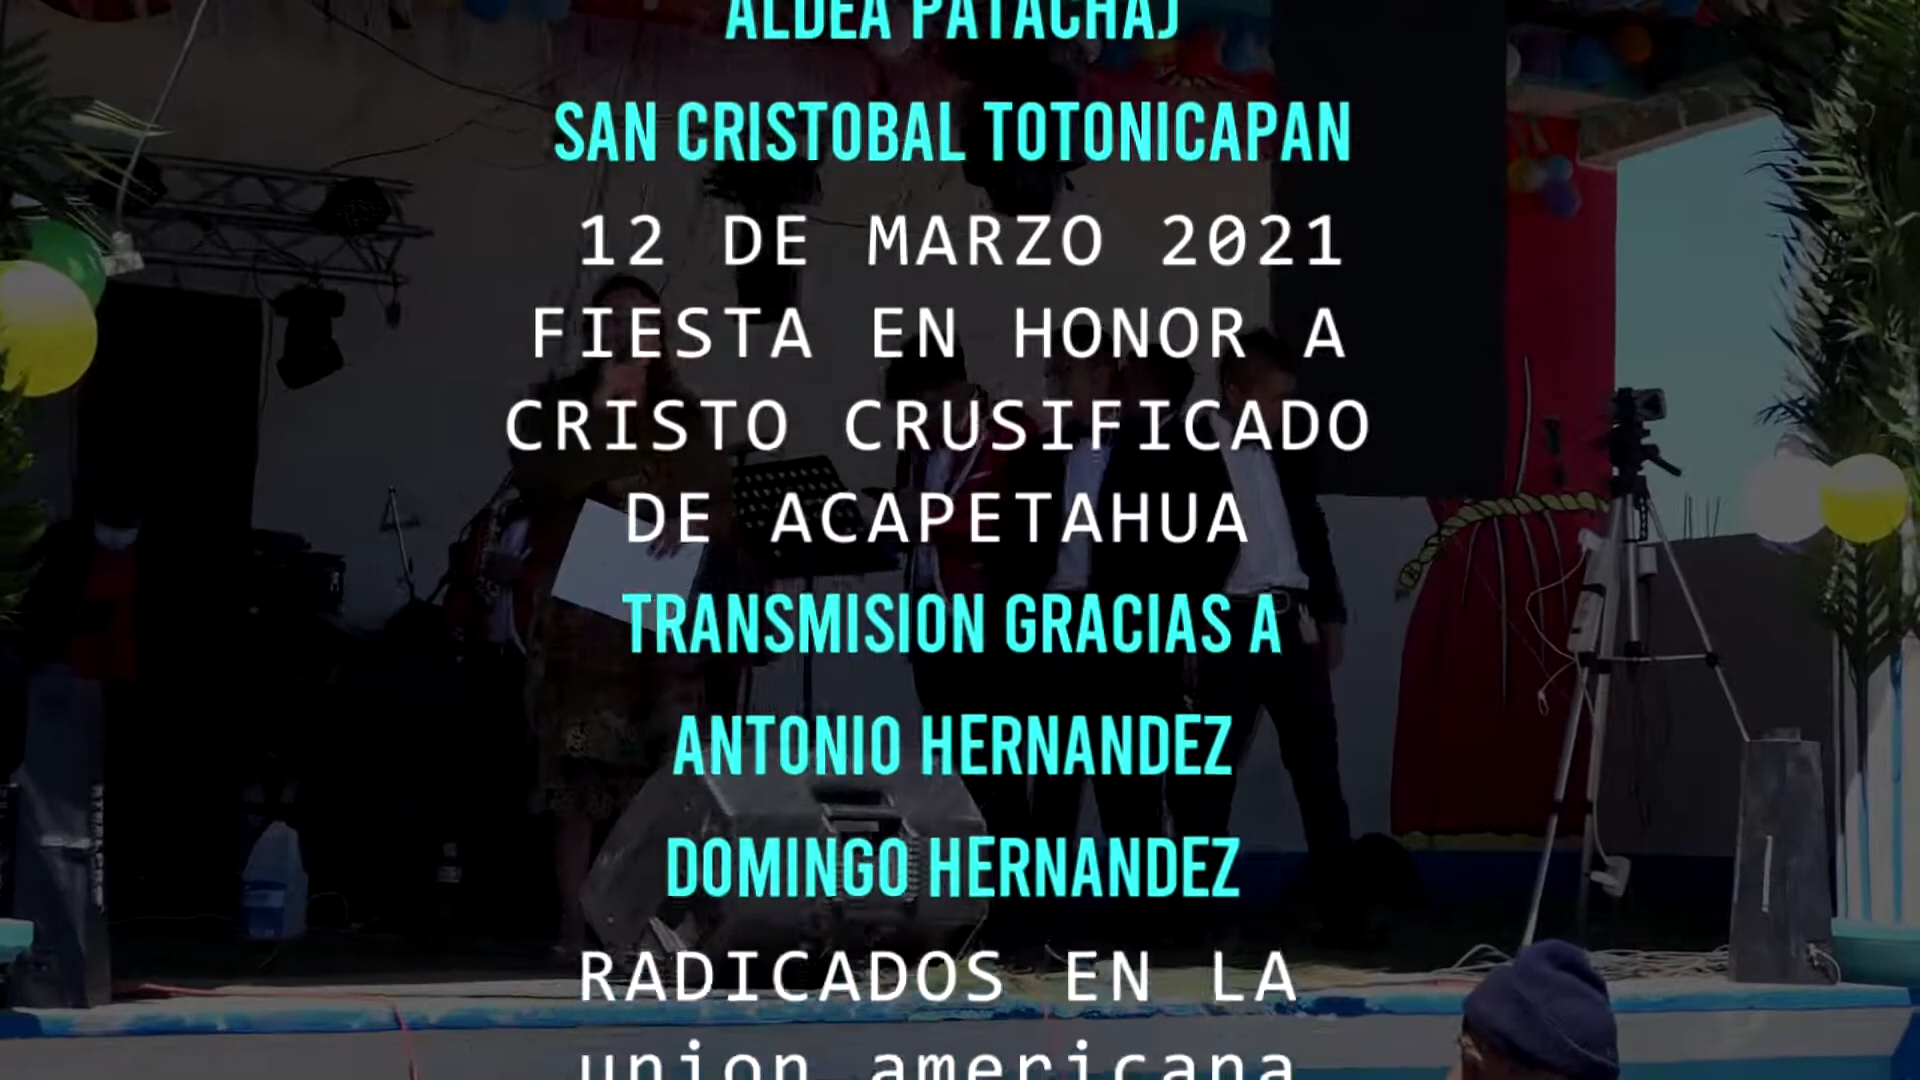 ALDEA PATACHAJ
SAN CRISTOBAL TOTONICAPAN
12 DE MARZO 2021
FIESTA EN HONOR A
CRISTO CRUSIFICADO
DE ACAPETAHUA
TRANSMISION GRACIAS A
ANTONIO HERNANDEZ
DOMINGO HERNANDEZ
RADICADOS EN LA
union americana